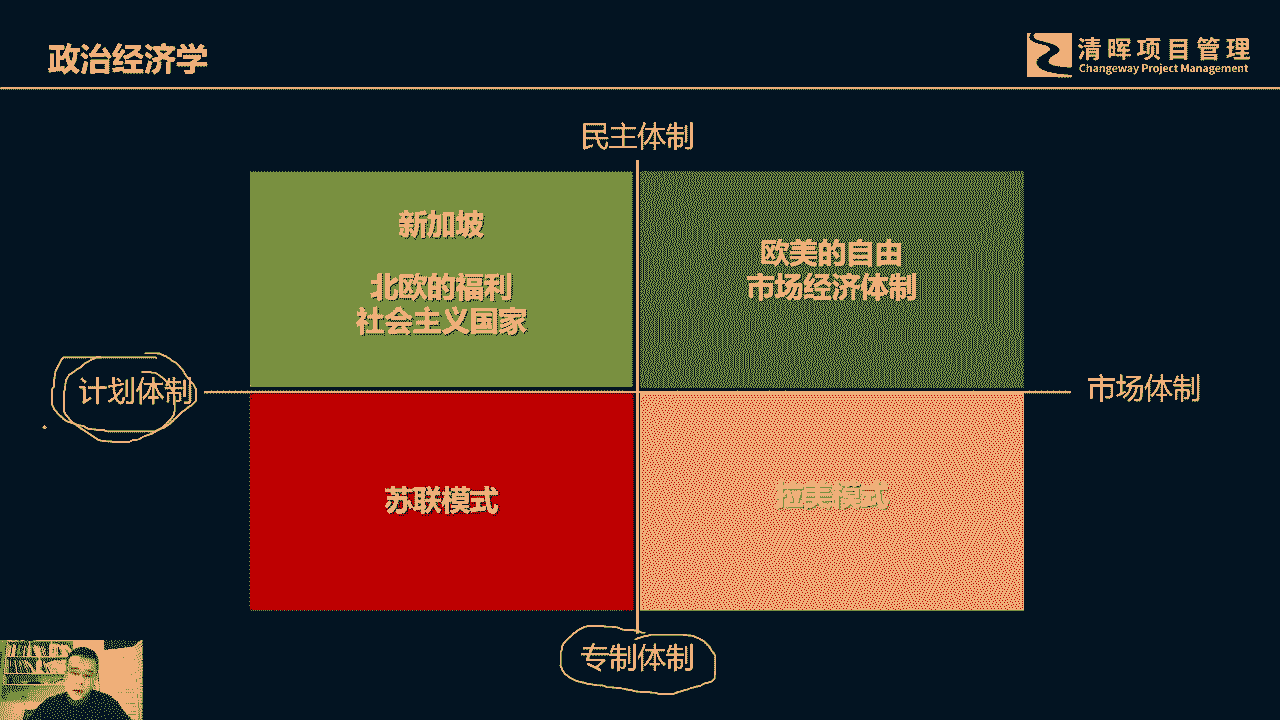 政治经济学
清晖项目管理
Changeway Project Management
民主体制
新加坡
北欧的福利
社会主义国家
欧美的自由
市场经济体制
计划体制
市场体制
苏联模式
拉美模式
专制体制